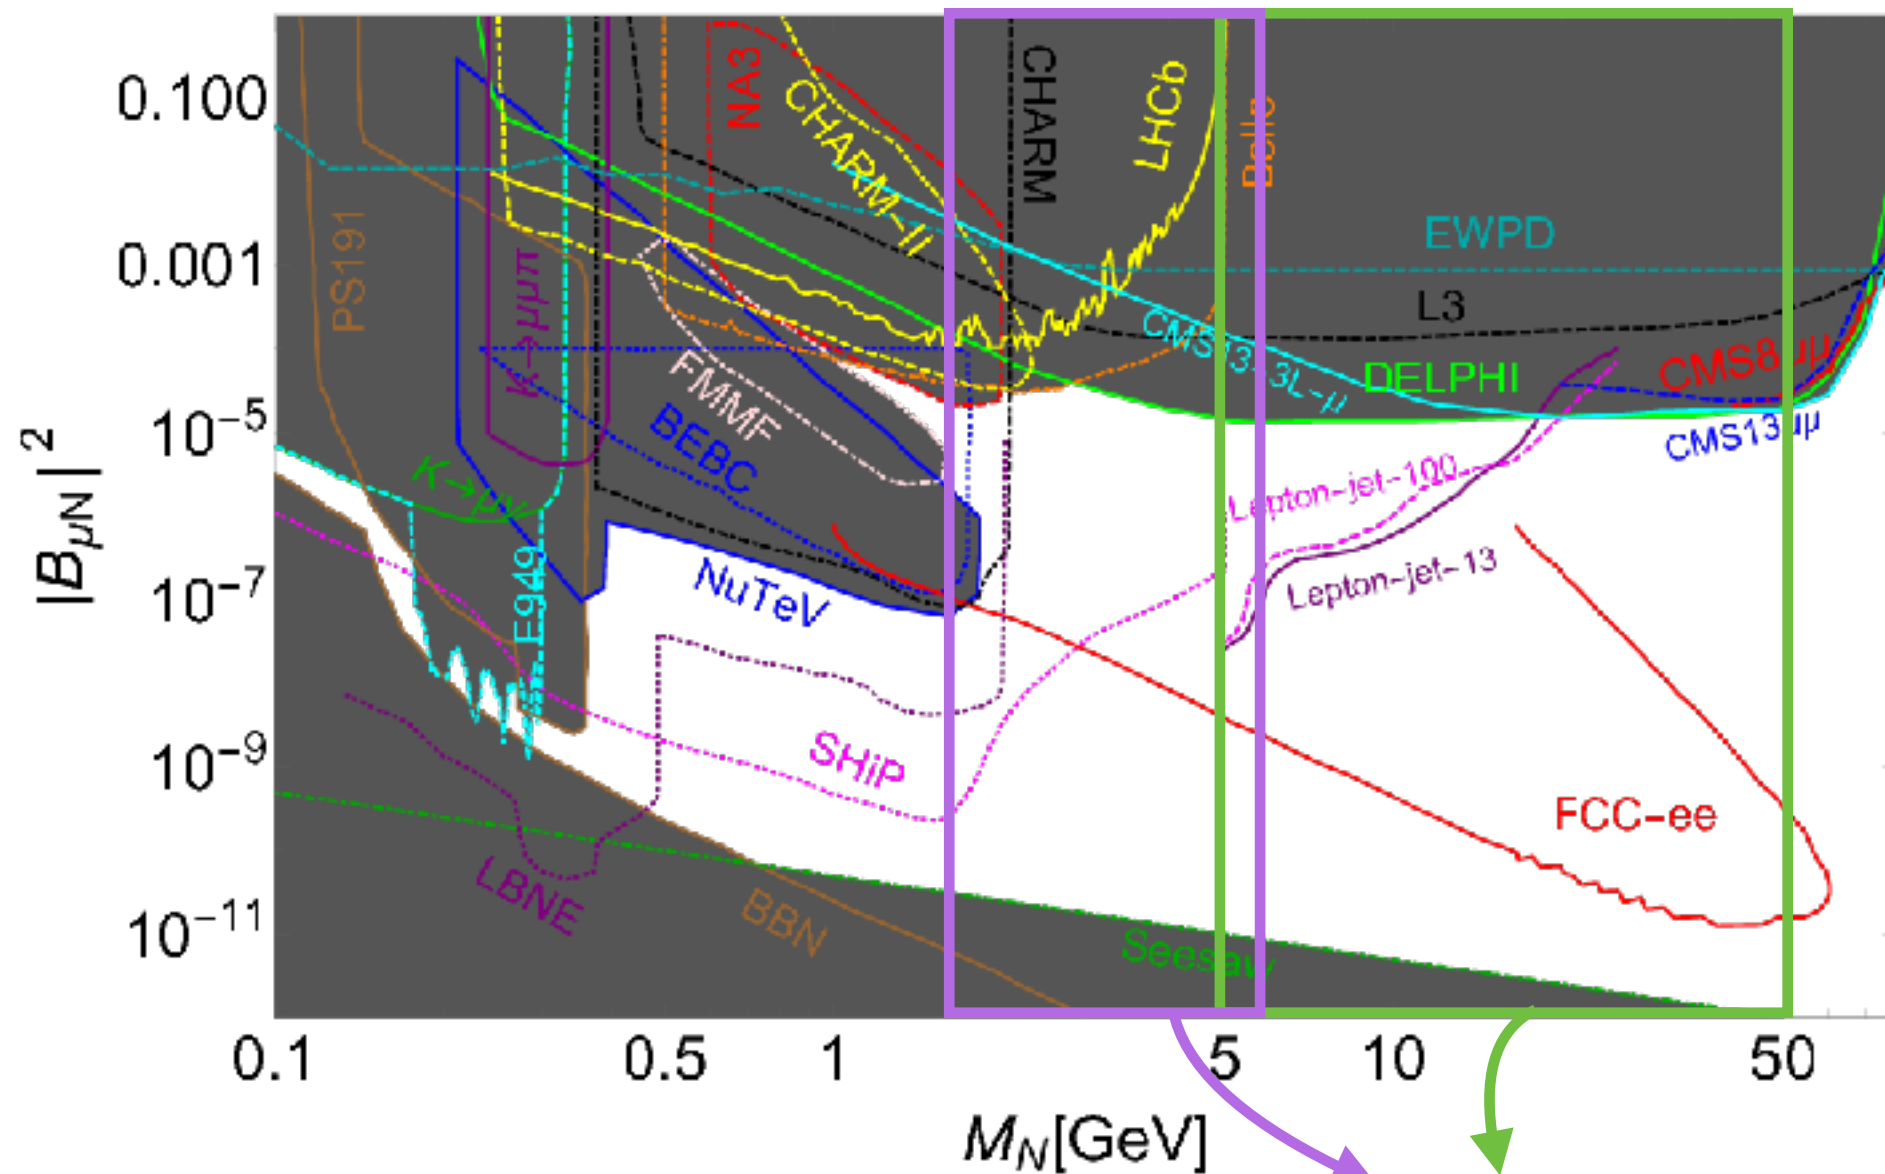 0.100
0.001
10−5
10−7
10−9
10−11
|BμN|2
PS191
K→μμπ
NA3
CHARM-II
CHARM
LHCb
Belle
EWPD
L3
CMS13 3L-μ
DELPHI
CMS8 μμ
CMS13 μμ
FMMF
BEBC
K→μν
E949
NuTeV
Lepton-jet-100
Lepton-jet-13
SHiP
FCC-ee
LBNE
BBN
Seesaw
0.1 0.5 1 5 10 50
MN[GeV]